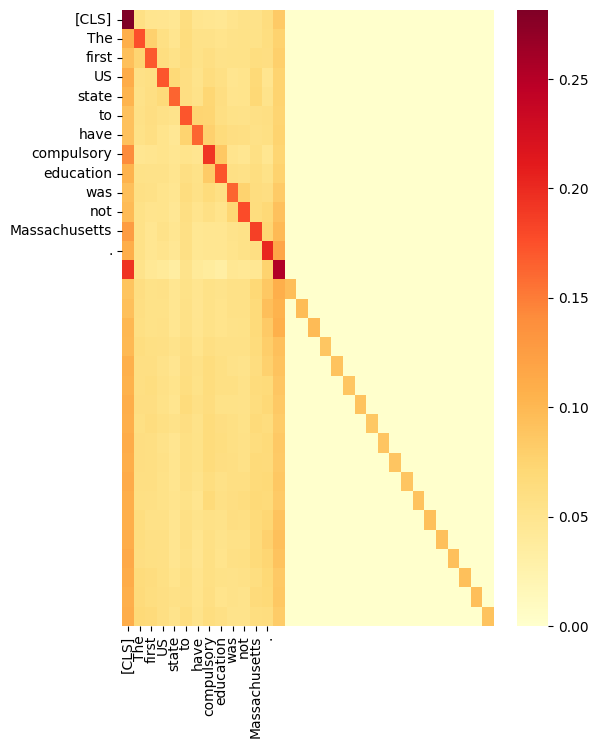 [CLS]
The
first
US
state
to
have
compulsory
education
was
not
Massachusetts
.
0.25
0.20
0.15
0.10
0.05
0.00
[CLS]
The
first
US
state
to
have
compulsory
education
was
not
Massachusetts
.